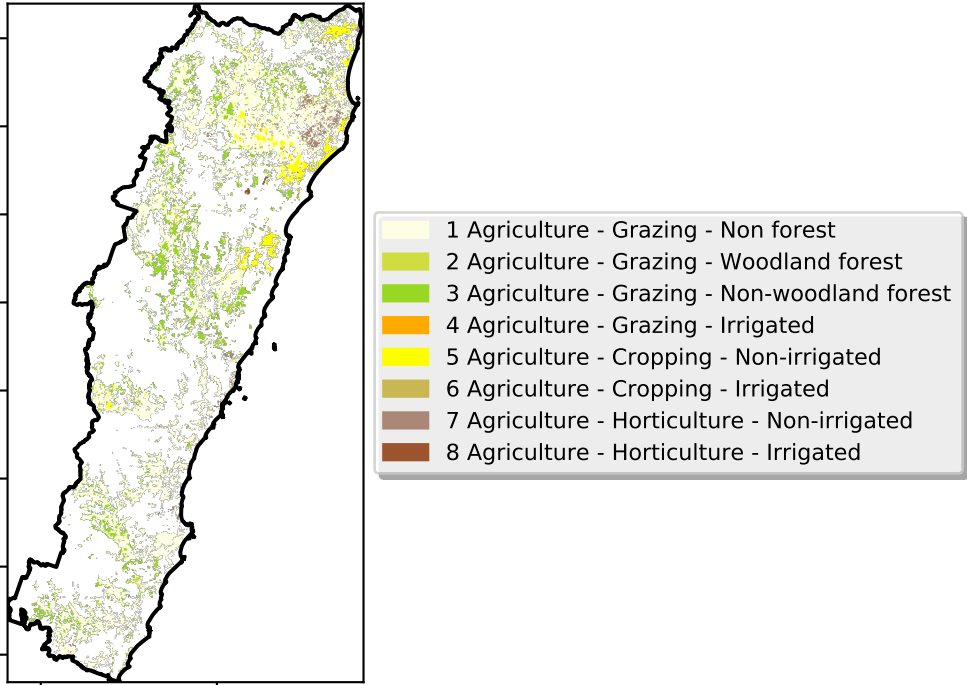 1 Agriculture - Grazing - Non forest
2 Agriculture - Grazing - Woodland forest
3 Agriculture - Grazing - Non-woodland forest
4 Agriculture - Grazing - Irrigated
5 Agriculture - Cropping - Non-irrigated
6 Agriculture - Cropping - Irrigated
7 Agriculture - Horticulture - Non-irrigated
8 Agriculture - Horticulture - Irrigated